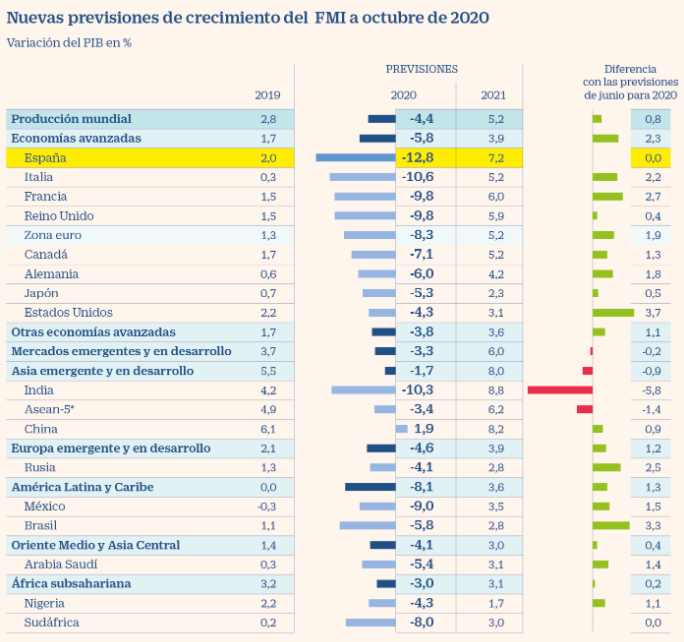 Nuevas previsiones de crecimiento del FMI a octubre de 2020
Variación del PIB en %
PREVISIONES
Diferencia
con las previsiones
de junio para 2020
2019 2020 2021
Producción mundial 2,8 -4,4 5,2 0,8
Economías avanzadas 1,7 -5,8 3,9 2,3
España 2,0 -12,8 7,2 0,0
Italia 0,3 -10,6 5,2 2,2
Francia 1,5 -9,8 6,0 2,7
Reino Unido 1,5 -9,8 5,9 0,4
Zona euro 1,3 -8,3 5,2 1,9
Canadá 1,7 -7,1 5,2 1,3
Alemania 0,6 -6,0 4,2 1,8
Japón 0,7 -5,3 2,3 0,5
Estados Unidos 2,2 -4,3 3,1 3,7
Otras economías avanzadas 1,7 -3,8 3,6 1,1
Mercados emergentes y en desarrollo 3,7 -3,3 6,0 -0,2
Asia emergente y en desarrollo 5,5 -1,7 8,0 -0,9
India 4,2 -10,3 8,8 -5,8
Asean-5* 4,9 -3,4 6,2 -1,4
China 6,1 1,9 8,2 0,9
Europa emergente y en desarrollo 2,1 -4,6 3,9 1,2
Rusia 1,3 -4,1 2,8 2,5
América Latina y Caribe 0,0 -8,1 3,6 1,3
México -0,3 -9,0 3,5 1,5
Brasil 1,1 -5,8 2,8 3,3
Oriente Medio y Asia Central 1,4 -4,1 3,0 0,4
Arabia Saudí 0,3 -5,4 3,1 1,4
África subsahariana 3,2 -3,0 3,1 0,2
Nigeria 2,2 -4,3 1,7 1,1
Sudáfrica 0,2 -8,0 3,0 0,0